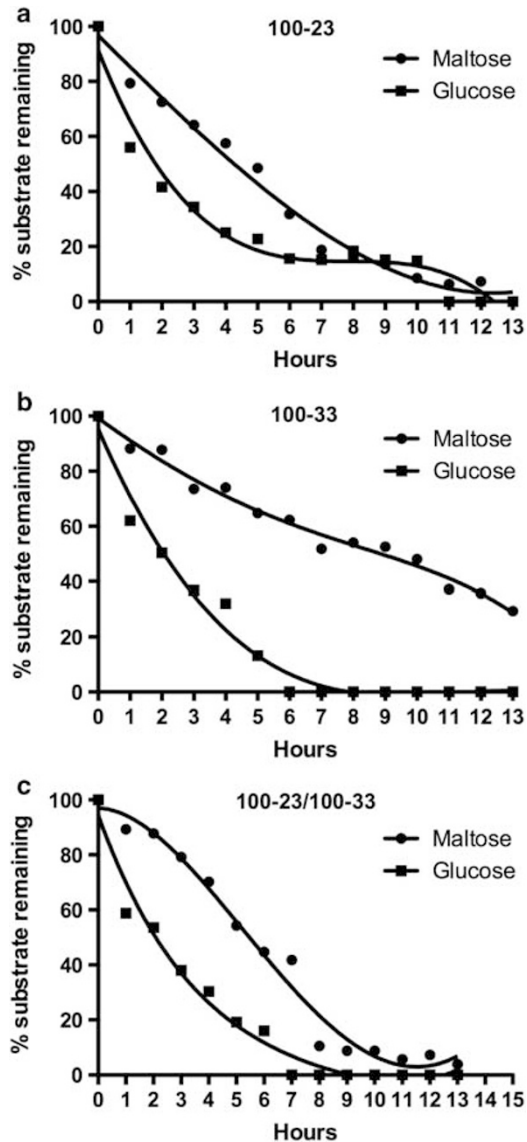 a
100-23
Maltose
Glucose
% substrate remaining
100
80
60
40
20
0
0 1 2 3 4 5 6 7 8 9 10 11 12 13
Hours
b
100-33
Maltose
Glucose
% substrate remaining
100
80
60
40
20
0
0 1 2 3 4 5 6 7 8 9 10 11 12 13
Hours
c
100-23/100-33
Maltose
Glucose
% substrate remaining
100
80
60
40
20
0
0 1 2 3 4 5 6 7 8 9 10 11 12 13 14 15
Hours